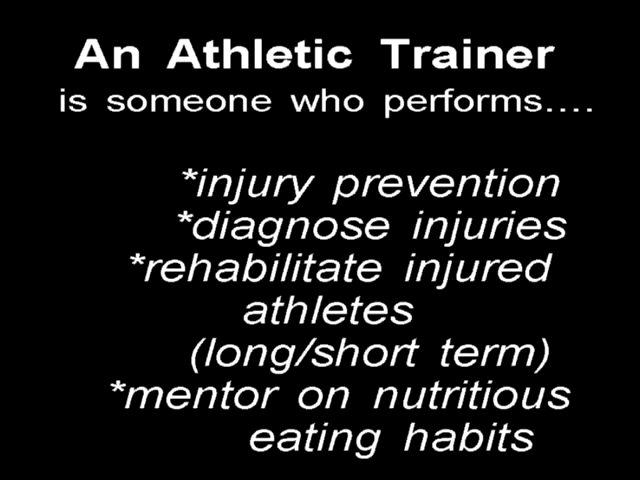 An Athletic Trainer
is someone who performs....
*injury prevention
*diagnose injuries
*rehabilitate injured
athletes
(long/short term)
*mentor on nutritious
eating habits